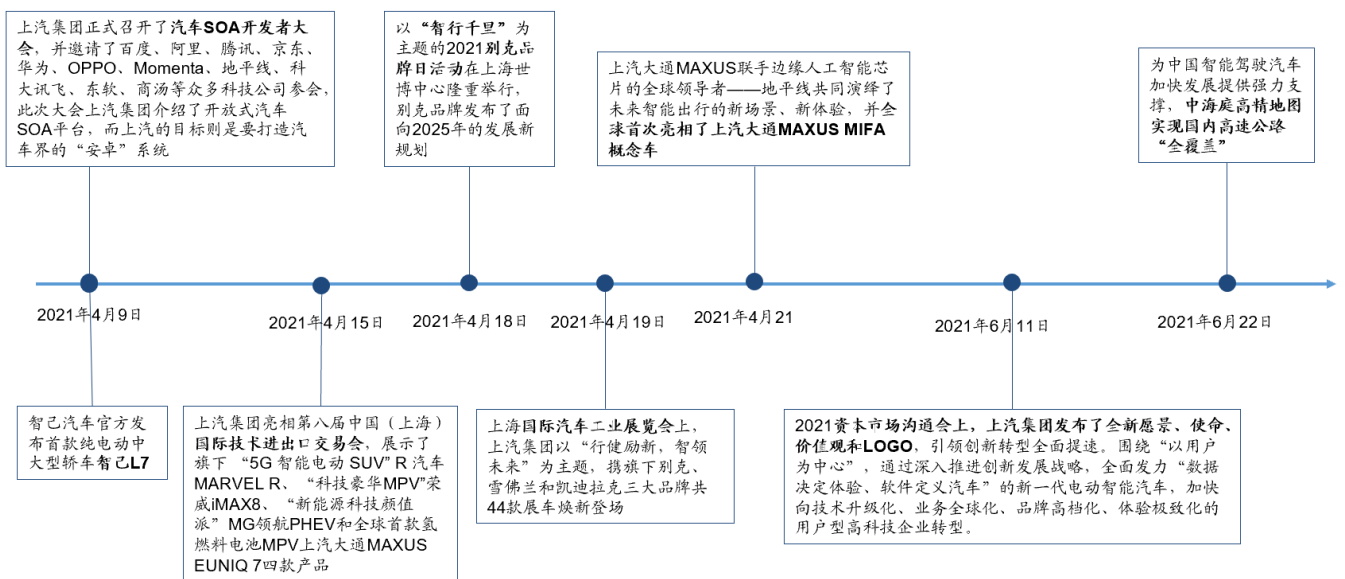 上汽集团正式召开了汽车SOA开发者大
会，并邀请了百度、阿里、腾讯、京东、
华为、OPPO、Momenta、地平线、科
大讯飞、东软、商汤等众多科技公司参会，
此次大会上汽集团介绍了开放式汽车
SOA平台，而上汽的目标则是要打造汽
车界的“安卓”系统
以“智行千里”为
主题的2021别克品
牌日活动在上海世
博中心隆重举行，
别克品牌发布了面
向2025年的发展新
规划
上汽大通MAXUS联手边缘人工智能芯
片的全球领导者——地平线共同演绎了
未来智能出行的新场景、新体验，并全
球首次亮相了上汽大通MAXUS MIFA
概念车
为中国智能驾驶汽车
加快发展提供强力支
撑，中海庭高精地图
实现国内高速公路
“全覆盖”
2021年4月9日
2021年4月15日
2021年4月18日
2021年4月19日
2021年4月21
2021年6月11日
2021年6月22日
智己汽车官方发
布首款纯电动中
大型轿车智己L7
上汽集团亮相第八届中国（上海）
国际技术进出口交易会，展示了
旗下 “5G 智能电动 SUV” R 汽车
MARVEL R、“科技豪华MPV”荣
威iMAX8、“新能源科技颜值
派”MG领航PHEV和全球首款氢
燃料电池MPV上汽大通MAXUS
EUNIQ 7四款产品
上海国际汽车工业展览会上，
上汽集团以“行健励新，智领
未来”为主题，携旗下别克、
雪佛兰和凯迪拉克三大品牌共
44款展车焕新登场
2021资本市场沟通会上，上汽集团发布了全新愿景、使命、
价值观和LOGO，引领创新转型全面提速。围绕“以用户
为中心”，通过深入推进创新发展战略，全面发力“数据
决定体验、软件定义汽车”的新一代电动智能汽车，加快
向技术升级化、业务全球化、品牌高档化、体验极致化的
用户型高科技企业转型。